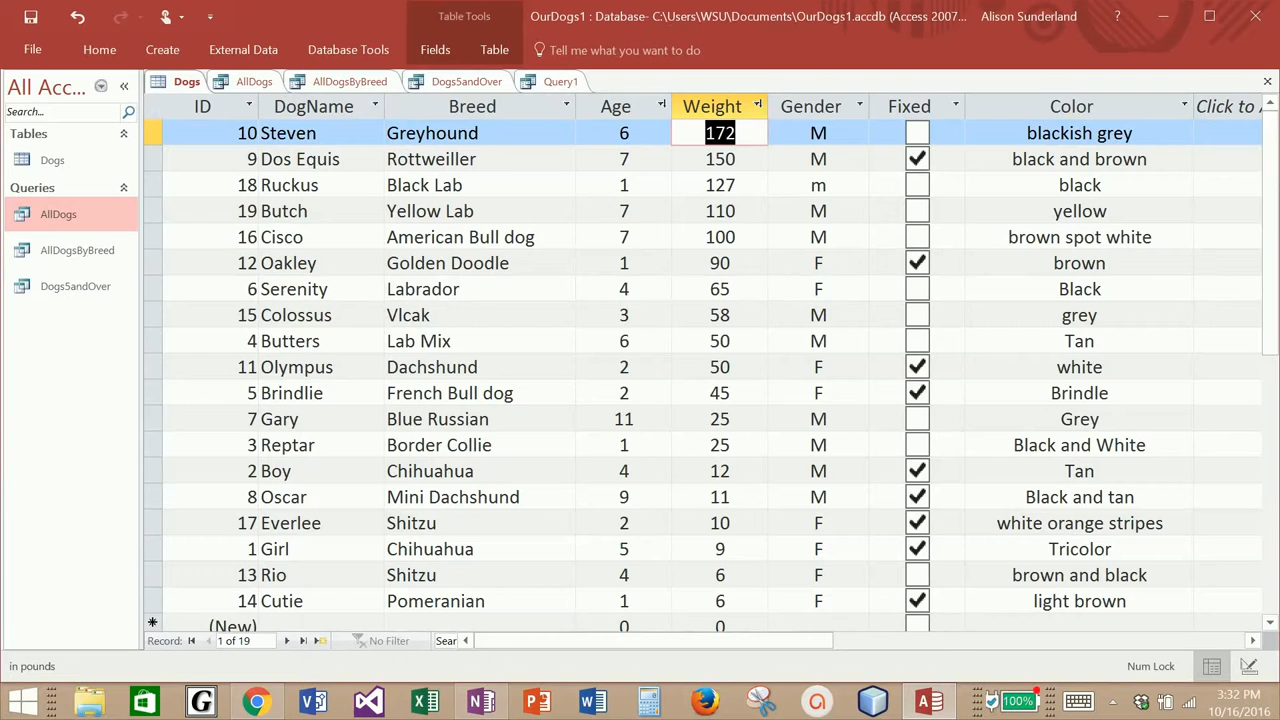 Table Tools
OurDogs1 : Database- C:\Users\WSU\Documents\OurDogs1.accdb (Access 2007...
Alison Sunderland
?
File Home Create External Data Database Tools Fields Table Tell me what you want to do
All Acc...
Search...
Tables
Dogs
Queries
AllDogs
AllDogsByBreed
Dogs5andOver
Dogs AllDogs AllDogsByBreed Dogs5andOver Query1
ID DogName Breed Age Weight Gender Fixed Color Click to A
10 Steven Greyhound 6 172 M blackish grey
9 Dos Equis Rottweiller 7 150 M black and brown
18 Ruckus Black Lab 1 127 m black
19 Butch Yellow Lab 7 110 M yellow
16 Cisco American Bull dog 7 100 M brown spot white
12 Oakley Golden Doodle 1 90 F brown
6 Serenity Labrador 4 65 F Black
15 Colossus Vlcak 3 58 M grey
4 Butters Lab Mix 6 50 M Tan
11 Olympus Dachshund 2 50 F white
5 Brindlie French Bull dog 2 45 F Brindle
7 Gary Blue Russian 11 25 M Grey
3 Reptar Border Collie 1 25 M Black and White
2 Boy Chihuahua 4 12 M Tan
8 Oscar Mini Dachshund 9 11 M Black and tan
17 Everlee Shitzu 2 10 F white orange stripes
1 Girl Chihuahua 5 9 F Tricolor
13 Rio Shitzu 4 6 F brown and black
14 Cutie Pomeranian 1 6 F light brown
(New) 0 0
Record: 1 of 19 No Filter Sear
in pounds
Num Lock
100%
3:32 PM
10/16/2016